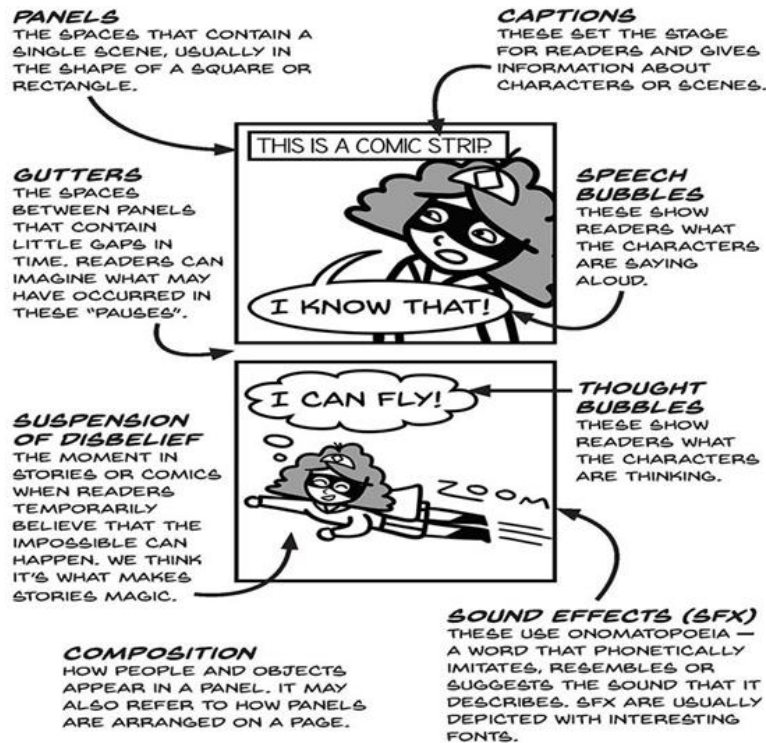 PANELS
THE SPACES THAT CONTAIN A
SINGLE SCENE, USUALLY IN
THE SHAPE OF A SQUARE OR
RECTANGLE.
CAPTIONS
THESE SET THE STAGE
FOR READERS AND GIVES
INFORMATION ABOUT
CHARACTERS OR SCENES.
THIS IS A COMIC STRIP.
GUTTERS
THE SPACES
BETWEEN PANELS
THAT CONTAIN
LITTLE GAPS IN
TIME. READERS CAN
IMAGINE WHAT MAY
HAVE OCCURRED IN
THESE "PAUSES".
SPEECH
BUBBLES
THESE SHOW
READERS WHAT
THE CHARACTERS
ARE SAYING
ALOUD.
I KNOW THAT!
I CAN FLY!
THOUGHT
BUBBLES
THESE SHOW
READERS WHAT
THE CHARACTERS
ARE THINKING.
SUSPENSION
OF DISBELIEF
THE MOMENT IN
STORIES OR COMICS
WHEN READERS
TEMPORARILY
BELIEVE THAT THE
IMPOSSIBLE CAN
HAPPEN. WE THINK
IT'S WHAT MAKES
STORIES MAGIC.
ZOOM
COMPOSITION
HOW PEOPLE AND OBJECTS
APPEAR IN A PANEL. IT MAY
ALSO REFER TO HOW PANELS
ARE ARRANGED ON A PAGE.
SOUND EFFECTS (SFX)
THESE USE ONOMATOPOEIA —
A WORD THAT PHONETICALLY
IMITATES, RESEMBLES OR
SUGGESTS THE SOUND THAT IT
DESCRIBES. SFX ARE USUALLY
DEPICTED WITH INTERESTING
FONTS.